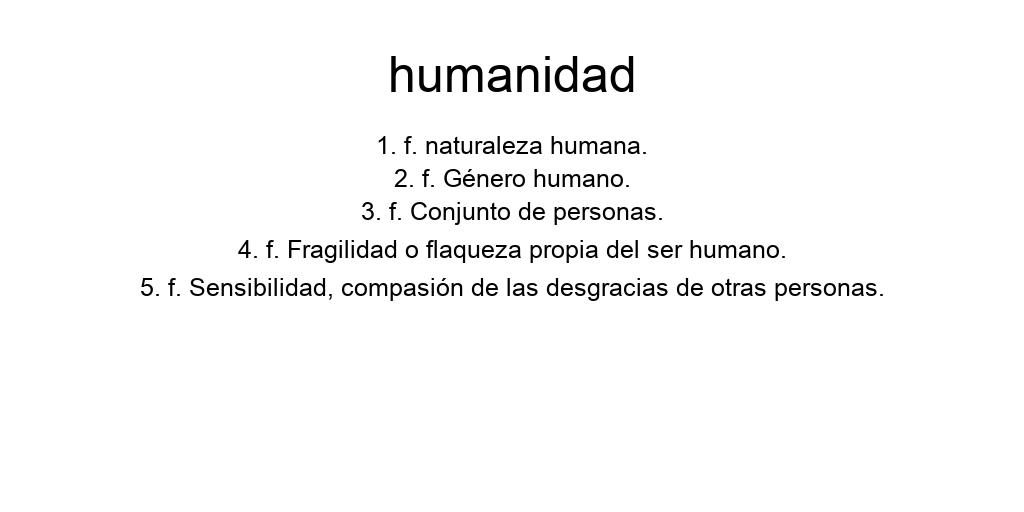 humanidad
1. f. naturaleza humana.
2. f. Género humano.
3. f. Conjunto de personas.
4. f. Fragilidad o flaqueza propia del ser humano.
5. f. Sensibilidad, compasión de las desgracias de otras personas.